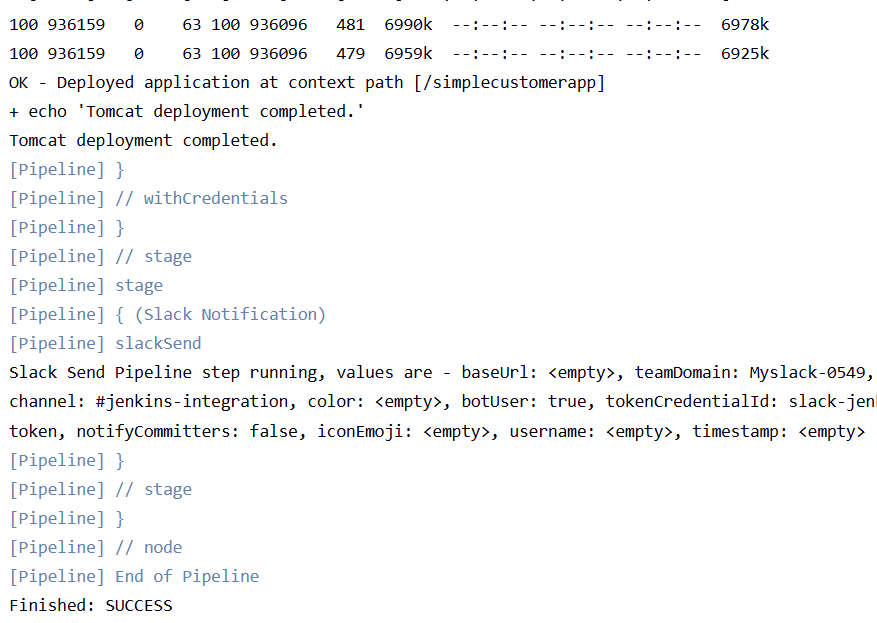 100 936159   0    63 100 936096   481  6990k  --:--:-- --:--:-- --:--:--  6978k
100 936159   0    63 100 936096   479  6959k  --:--:-- --:--:-- --:--:--  6925k
OK - Deployed application at context path [/simplecustomerapp]
+ echo 'Tomcat deployment completed.'
Tomcat deployment completed.
[Pipeline] }
[Pipeline] // withCredentials
[Pipeline] }
[Pipeline] // stage
[Pipeline] stage
[Pipeline] { (Slack Notification)
[Pipeline] slackSend
Slack Send Pipeline step running, values are - baseUrl: <empty>, teamDomain: Myslack-0549,
channel: #jenkins-integration, color: <empty>, botUser: true, tokenCredentialId: slack-jen
token, notifyCommitters: false, iconEmoji: <empty>, username: <empty>, timestamp: <empty>
[Pipeline] }
[Pipeline] // stage
[Pipeline] }
[Pipeline] // node
[Pipeline] End of Pipeline
Finished: SUCCESS